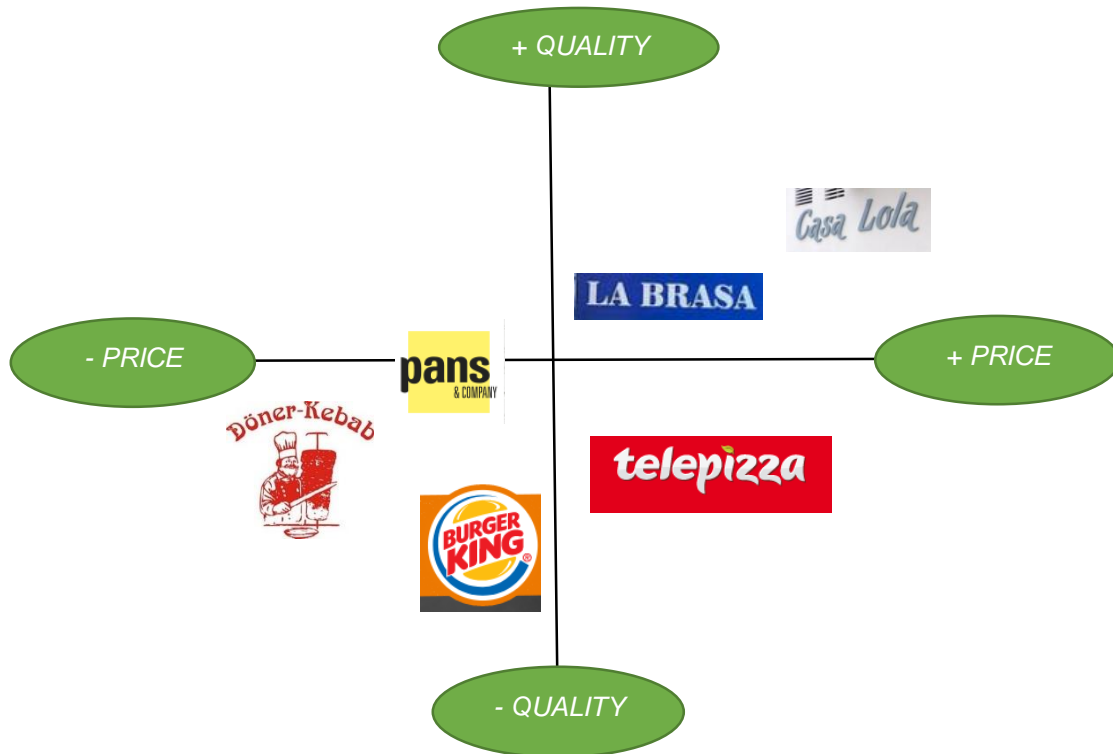 + QUALITY
Casa Lola
LA BRASA
- PRICE
pans
& COMPANY
+ PRICE
Döner-Kebab
telepizza
BURGER
KING
®
- QUALITY